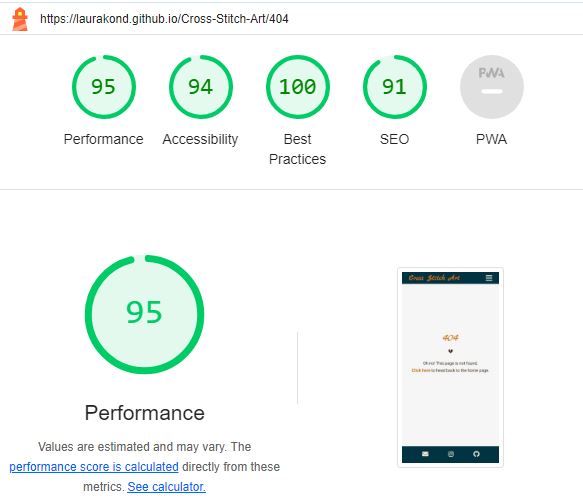 https://laurakond.github.io/Cross-Stitch-Art/404
95
94
100
91
PWA
Performance
Accessibility
Best
Practices
SEO
PWA
95
Performance
Values are estimated and may vary. The
performance score is calculated directly from these
metrics. See calculator.
Cross Stitch Art
404
Oh no! This page is not found.
Click here to head back to the home page.